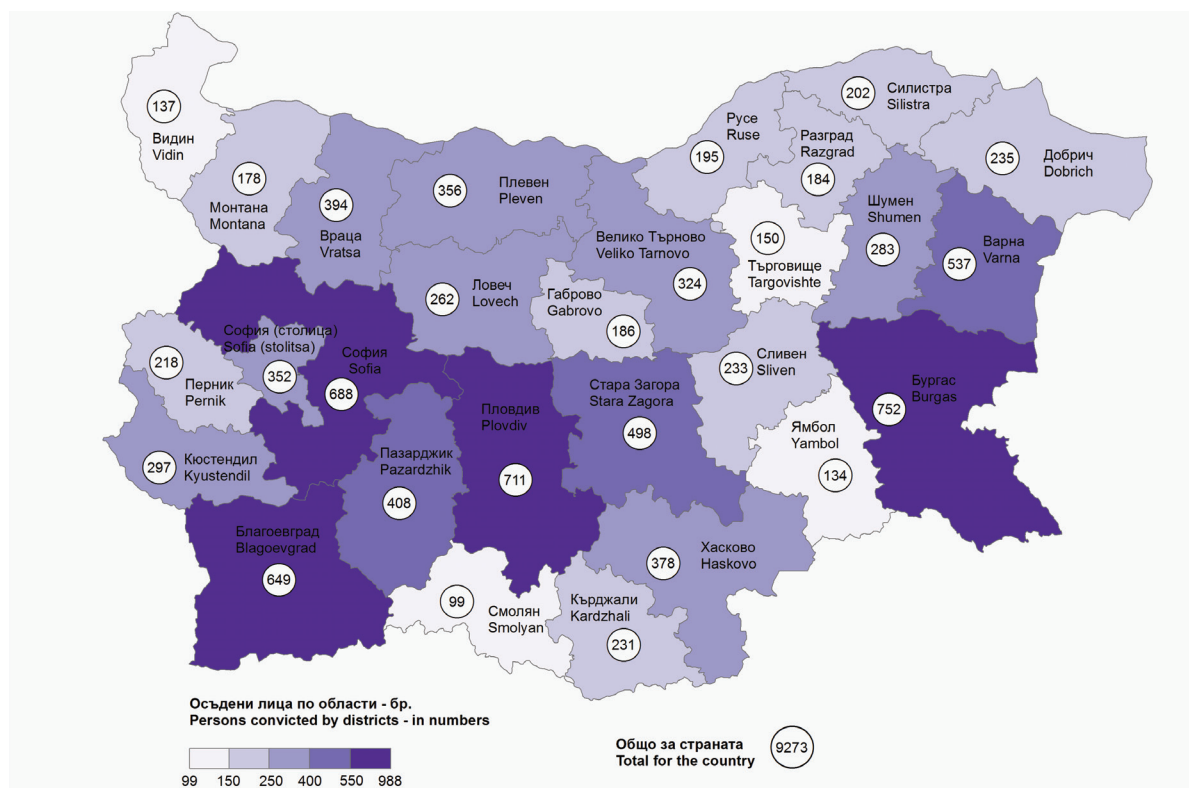 137
Видин
Vidin
178
Монтана
Montana
394
Враца
Vratsa
356
Плевен
Pleven
262
Ловеч
Lovech
Велико Търново
Veliko Tarnovo
324
Габрово
Gabrovo
186
Русе
Ruse
195
Разград
Razgrad
184
202
Силистра
Silistra
235
Добрич
Dobrich
Шумен
Shumen
283
Варна
Varna
537
150
Търговище
Targovishte
София (столица)
Sofia (stolitsa)
352
София
Sofia
688
218
Перник
Pernik
297
Кюстендил
Kyustendil
Благоевград
Blagoevgrad
649
Пазарджик
Pazardzhik
408
Пловдив
Plovdiv
711
Стара Загора
Stara Zagora
498
233
Сливен
Sliven
Ямбол
Yambol
134
Бургас
Burgas
752
Хасково
Haskovo
378
99
Смолян
Smolyan
Кърджали
Kardzhali
231
Осъдени лица по области - бр.
Persons convicted by districts - in numbers
99 150 250 400 550 988
Общо за страната
Total for the country
9273